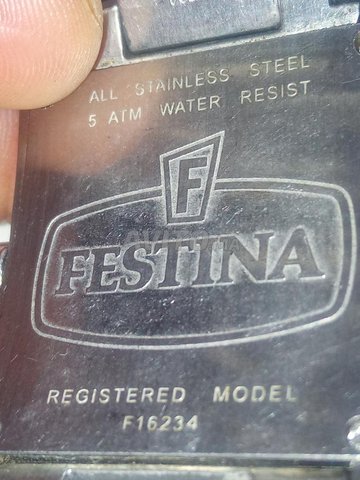 ALL STAINLESS STEEL
5 ATM WATER RESIST
F
FESTINA
REGISTERED MODEL
F16234